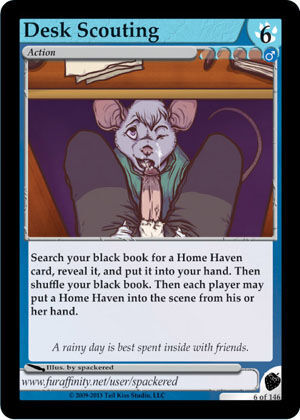 Desk Scouting
6
Action
Search your black book for a Home Haven
card, reveal it, and put it into your hand. Then
shuffle your black book. Then each player may
put a Home Haven into the scene from his or
her hand.
A rainy day is best spent inside with friends.
Illus. by spackered
www.furaffinity.net/user/spackered
© 2009-2013 Tail Kiss Studio, LLC
6 of 146